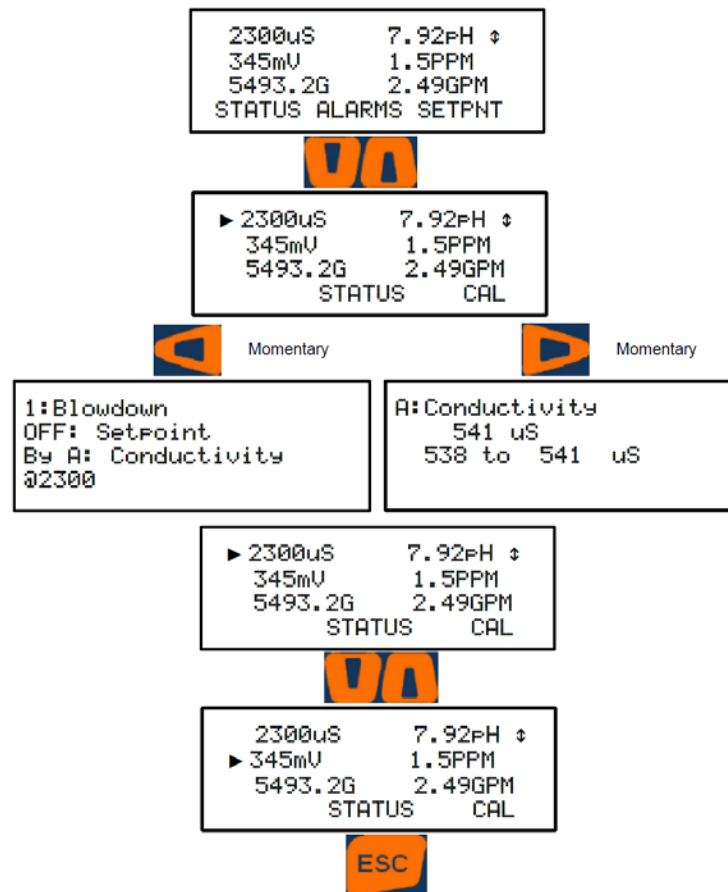 2300uS 7.92pH ↕
345mV 1.5PPM
5493.2G 2.49GPM
STATUS ALARMS SETPNT
►2300uS 7.92pH ↕
345mV 1.5PPM
5493.2G 2.49GPM
STATUS CAL
Momentary
Momentary
1:Blowdown
OFF: Setpoint
By A: Conductivity
@2300
A:Conductivity
541 uS
538 to 541 uS
►2300uS 7.92pH ↕
345mV 1.5PPM
5493.2G 2.49GPM
STATUS CAL
2300uS 7.92pH ↕
►345mV 1.5PPM
5493.2G 2.49GPM
STATUS CAL
ESC